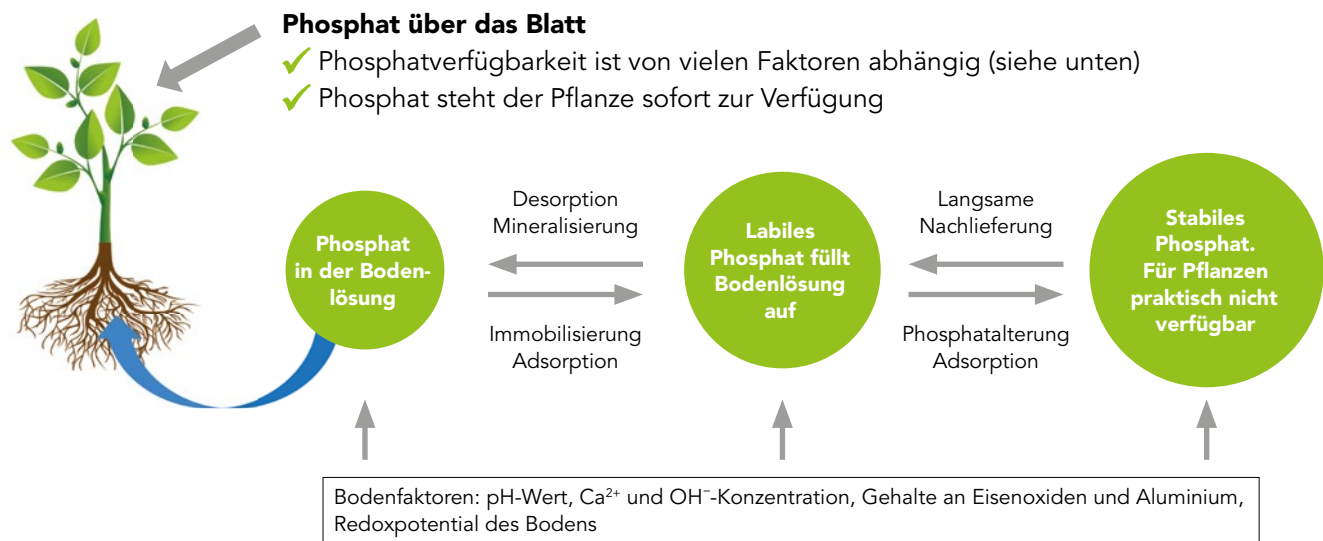 Phosphat über das Blatt
Phosphatverfügbarkeit ist von vielen Faktoren abhängig (siehe unten)
Phosphat steht der Pflanze sofort zur Verfügung
Phosphat
in der Boden-
lösung
Desorption
Mineralisierung
Immobilisierung
Adsorption
Labiles
Phosphat füllt
Bodenlösung
auf
Langsame
Nachlieferung
Phosphatalterung
Adsorption
Stabiles
Phosphat.
Für Pflanzen
praktisch nicht
verfügbar
Bodenfaktoren: pH-Wert, Ca²⁺ und OH⁻-Konzentration, Gehalte an Eisenoxiden und Aluminium,
Redoxpotential des Bodens